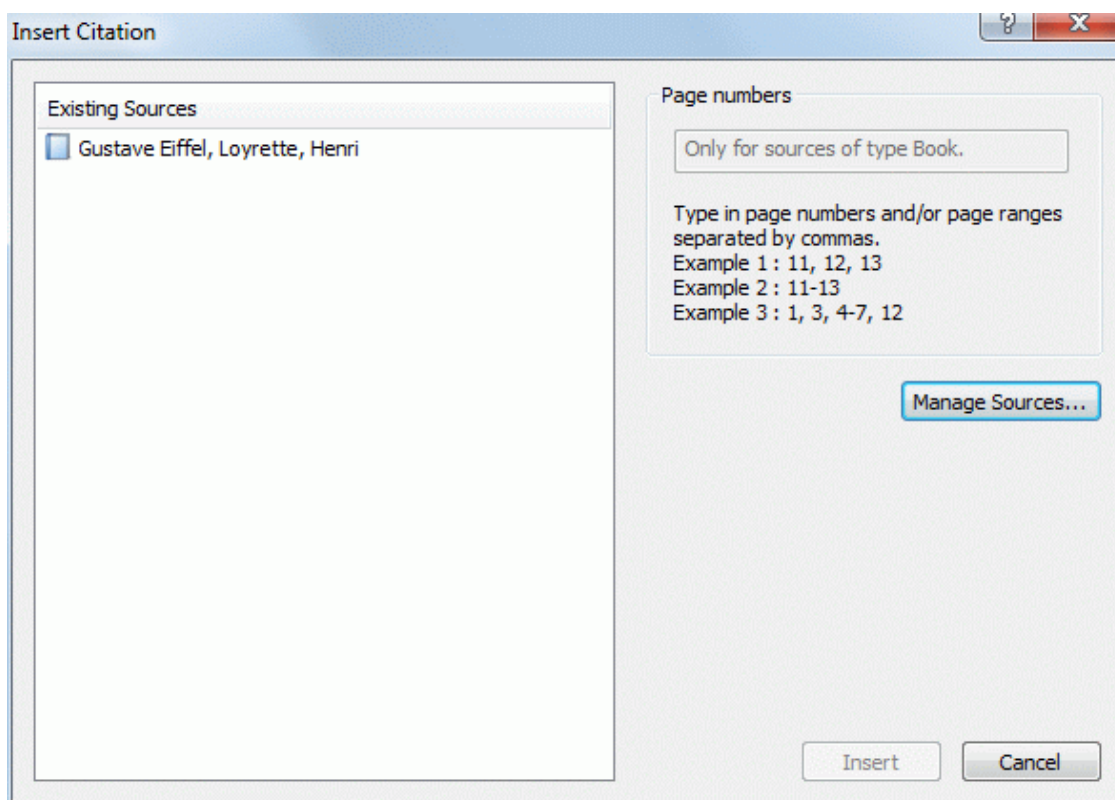 Insert Citation
?
X
Existing Sources
Gustave Eiffel, Loyrette, Henri
Page numbers
Only for sources of type Book.
Type in page numbers and/or page ranges
separated by commas.
Example 1 : 11, 12, 13
Example 2 : 11-13
Example 3 : 1, 3, 4-7, 12
Manage Sources...
Insert
Cancel